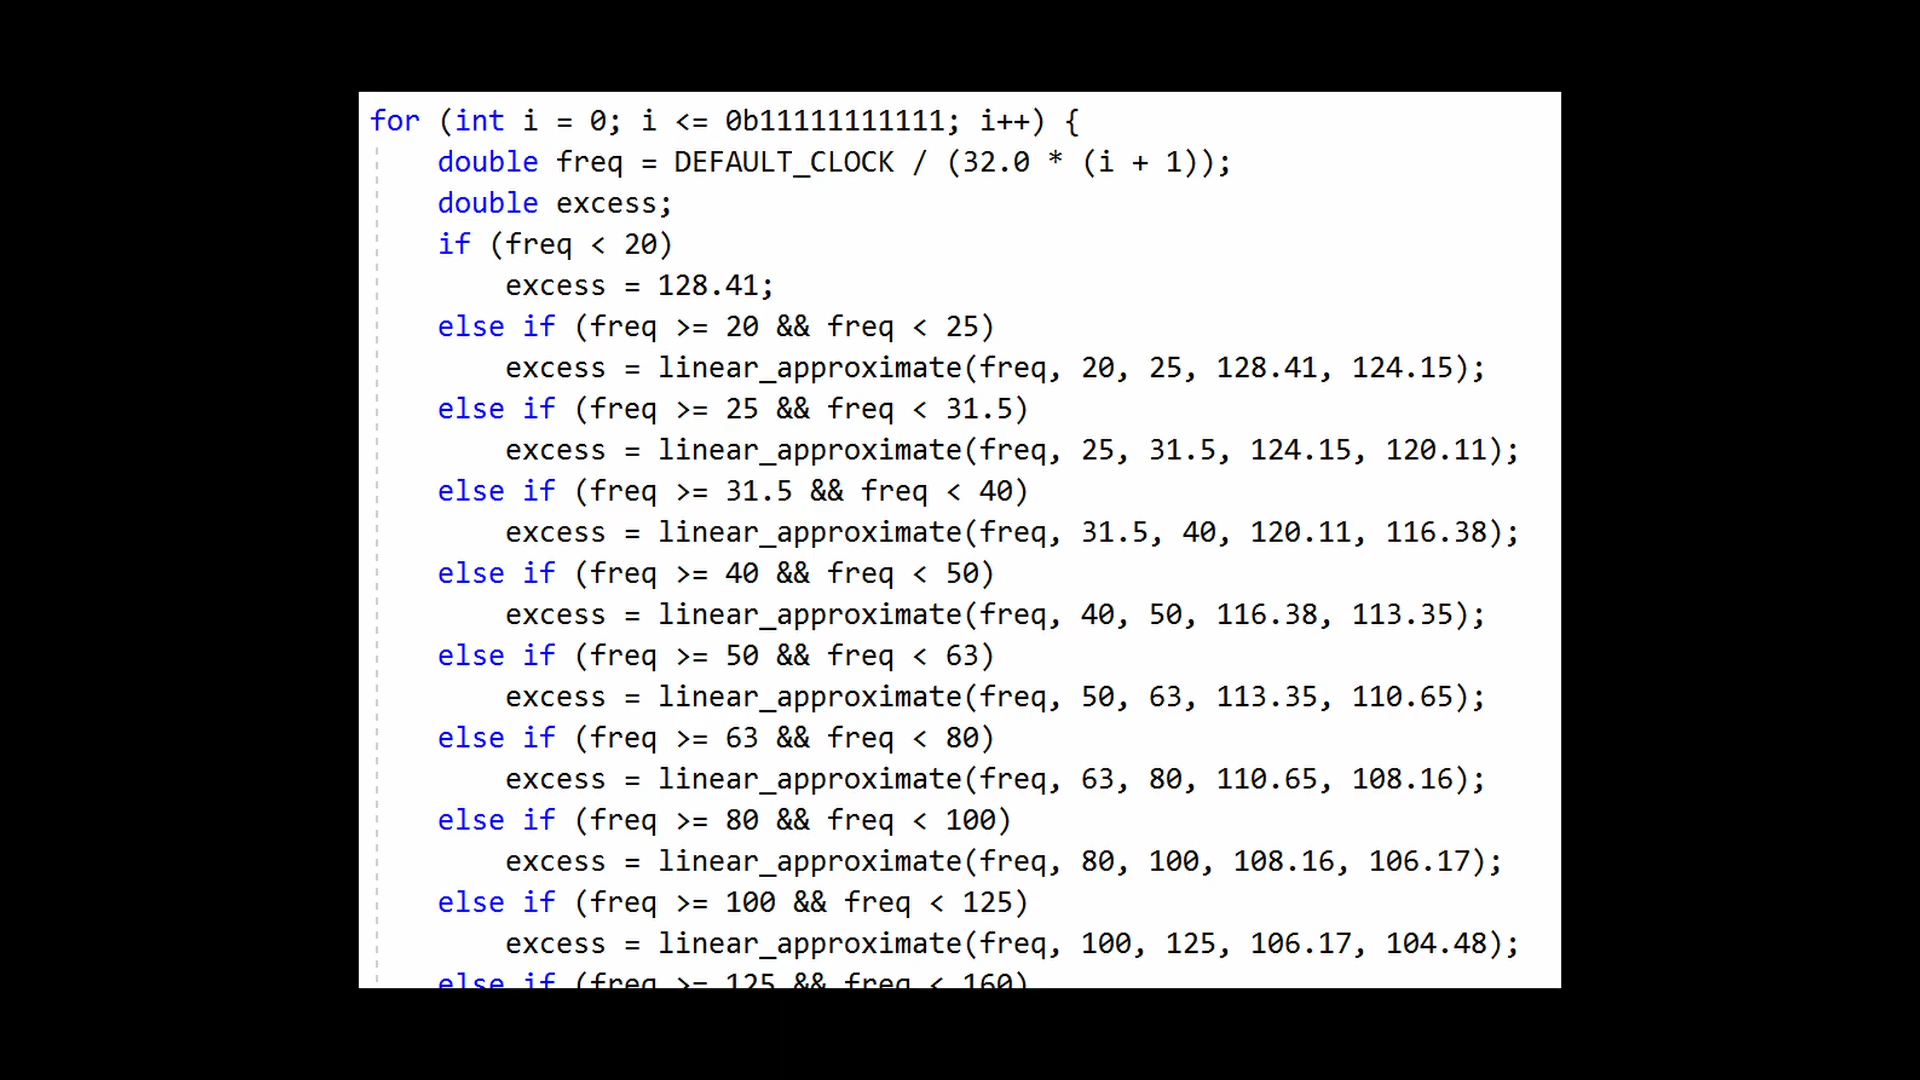 for (int i = 0; i <= 0b11111111111; i++) {
double freq = DEFAULT_CLOCK / (32.0 * (i + 1));
double excess;
if (freq < 20)
excess = 128.41;
else if (freq >= 20 && freq < 25)
excess = linear_approximate(freq, 20, 25, 128.41, 124.15);
else if (freq >= 25 && freq < 31.5)
excess = linear_approximate(freq, 25, 31.5, 124.15, 120.11);
else if (freq >= 31.5 && freq < 40)
excess = linear_approximate(freq, 31.5, 40, 120.11, 116.38);
else if (freq >= 40 && freq < 50)
excess = linear_approximate(freq, 40, 50, 116.38, 113.35);
else if (freq >= 50 && freq < 63)
excess = linear_approximate(freq, 50, 63, 113.35, 110.65);
else if (freq >= 63 && freq < 80)
excess = linear_approximate(freq, 63, 80, 110.65, 108.16);
else if (freq >= 80 && freq < 100)
excess = linear_approximate(freq, 80, 100, 108.16, 106.17);
else if (freq >= 100 && freq < 125)
excess = linear_approximate(freq, 100, 125, 106.17, 104.48);
else if (freq >= 125 && freq < 160)